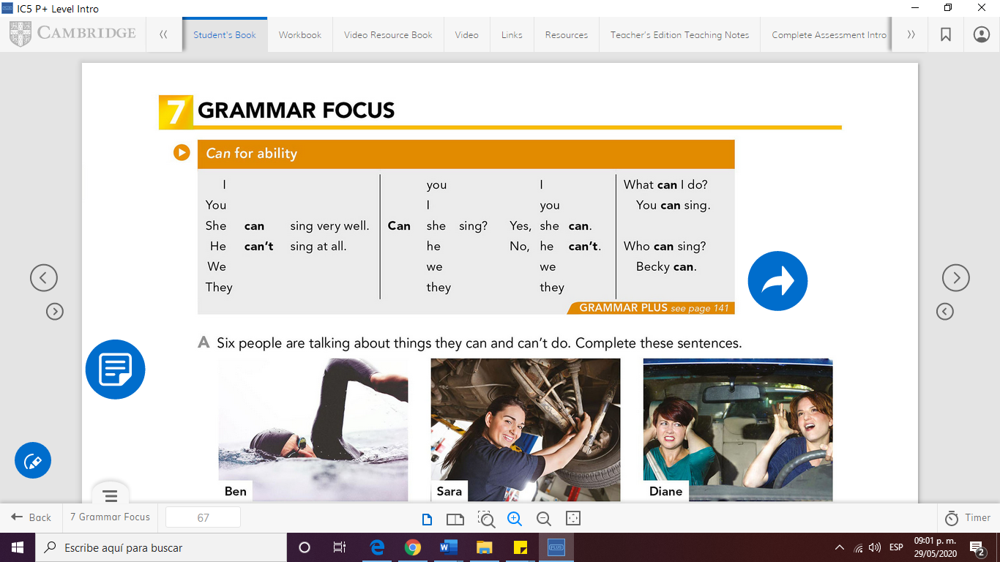 IC5 P+ Level Intro
CAMBRIDGE
Student's Book
Workbook
Video Resource Book
Video
Links
Resources
Teacher's Edition Teaching Notes
Complete Assessment Intro
7 GRAMMAR FOCUS
Can for ability
I
You
She can sing very well.
He can't sing at all.
We
They
you I
I you
Can she sing? Yes, she can.
he No, he can't.
we we
they they
What can I do?
You can sing.
Who can sing?
Becky can.
GRAMMAR PLUS see page 141
A Six people are talking about things they can and can't do. Complete these sentences.
Ben
Sara
Diane
Back
7 Grammar Focus
67
Timer
Escribe aquí para buscar
PLUS
ESP
09:01 p. m.
29/05/2020
2